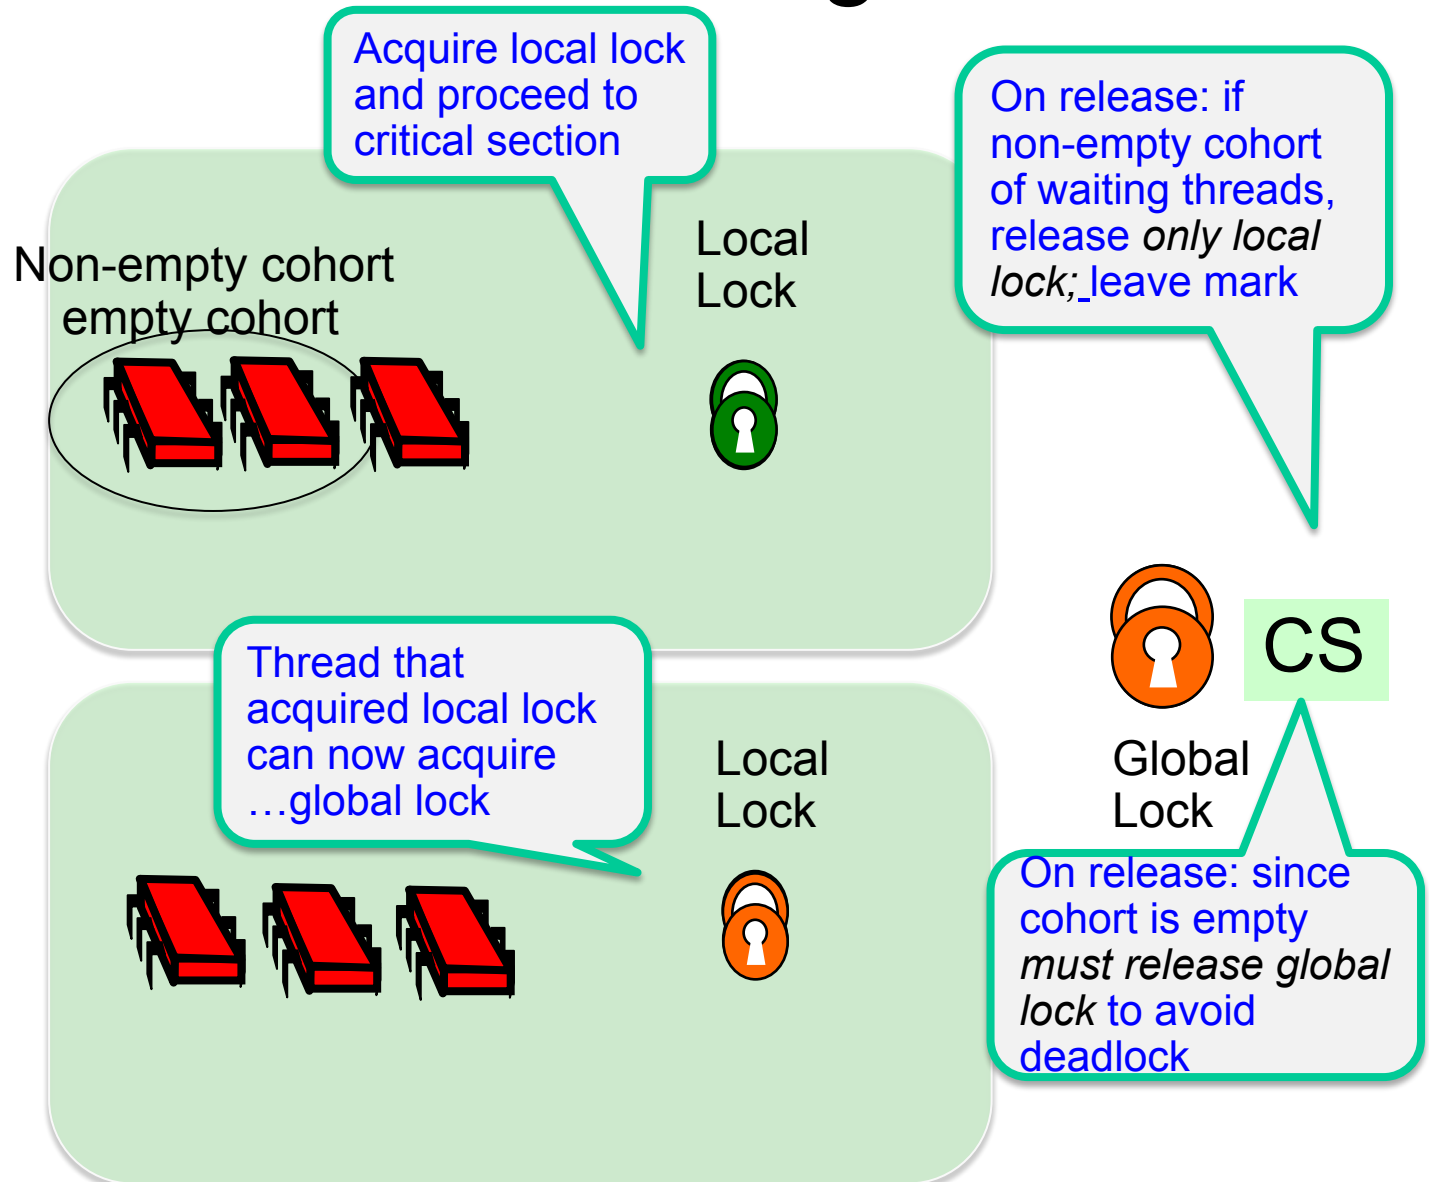 Acquire local lock
and proceed to
critical section
On release: if
non-empty cohort
of waiting threads,
release only local
lock; leave mark
Non-empty cohort
empty cohort
Local
Lock
CS
Thread that
acquired local lock
can now acquire
…global lock
Local
Lock
Global
Lock
On release: since
cohort is empty
must release global
lock to avoid
deadlock